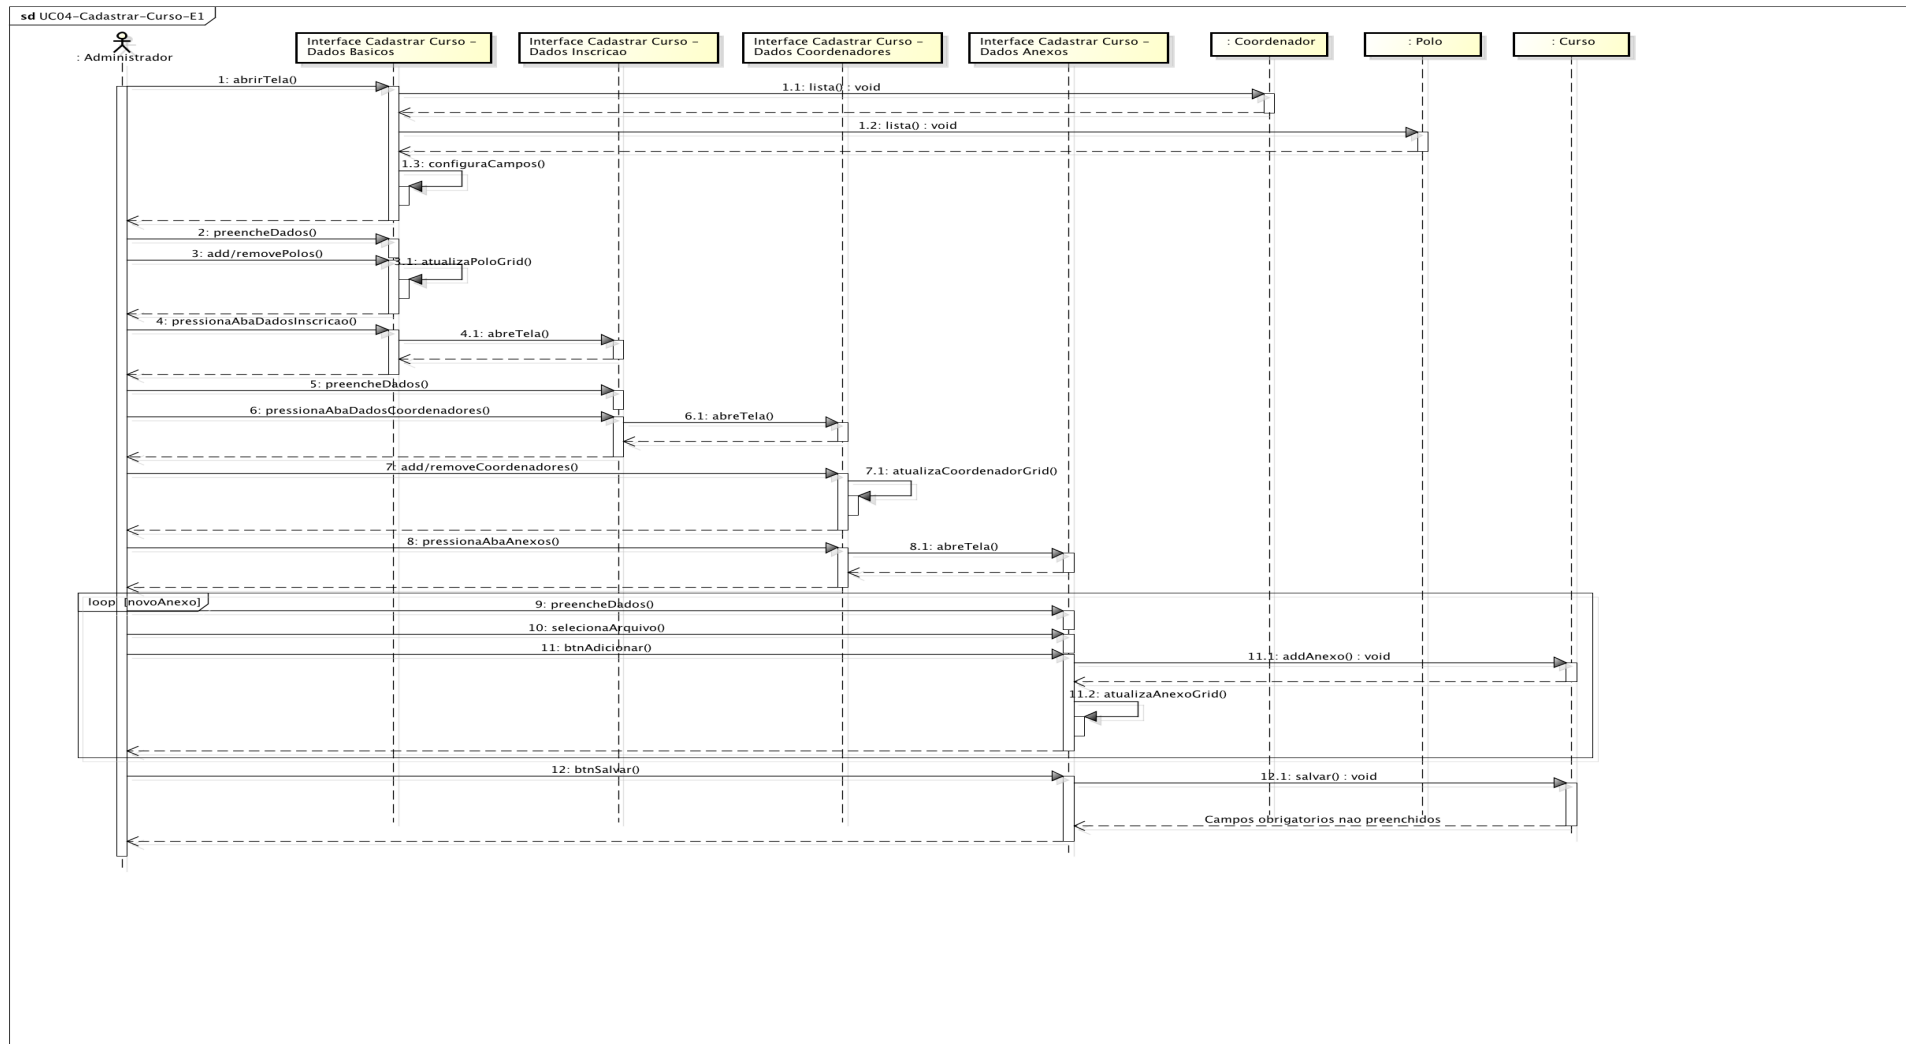 sd UC04-Cadastrar-Curso-E1
: Administrador
Interface Cadastrar Curso -
Dados Basicos
Interface Cadastrar Curso -
Dados Inscricao
Interface Cadastrar Curso -
Dados Coordenadores
Interface Cadastrar Curso -
Dados Anexos
: Coordenador
: Polo
: Curso
1: abrirTela()
1.1: lista() : void
1.2: lista() : void
1.3: configuraCampos()
2: preencheDados()
3: add/removePolos()
3.1: atualizaPoloGrid()
4: pressionaAbaDadosInscricao()
4.1: abreTela()
5: preencheDados()
6: pressionaAbaDadosCoordenadores()
6.1: abreTela()
7: add/removeCoordenadores()
7.1: atualizaCoordenadorGrid()
8: pressionaAbaAnexos()
8.1: abreTela()
loop [novoAnexo]
9: preencheDados()
10: selecionaArquivo()
11: btnAdicionar()
11.1: addAnexo() : void
11.2: atualizaAnexoGrid()
12: btnSalvar()
12.1: salvar() : void
Campos obrigatorios nao preenchidos